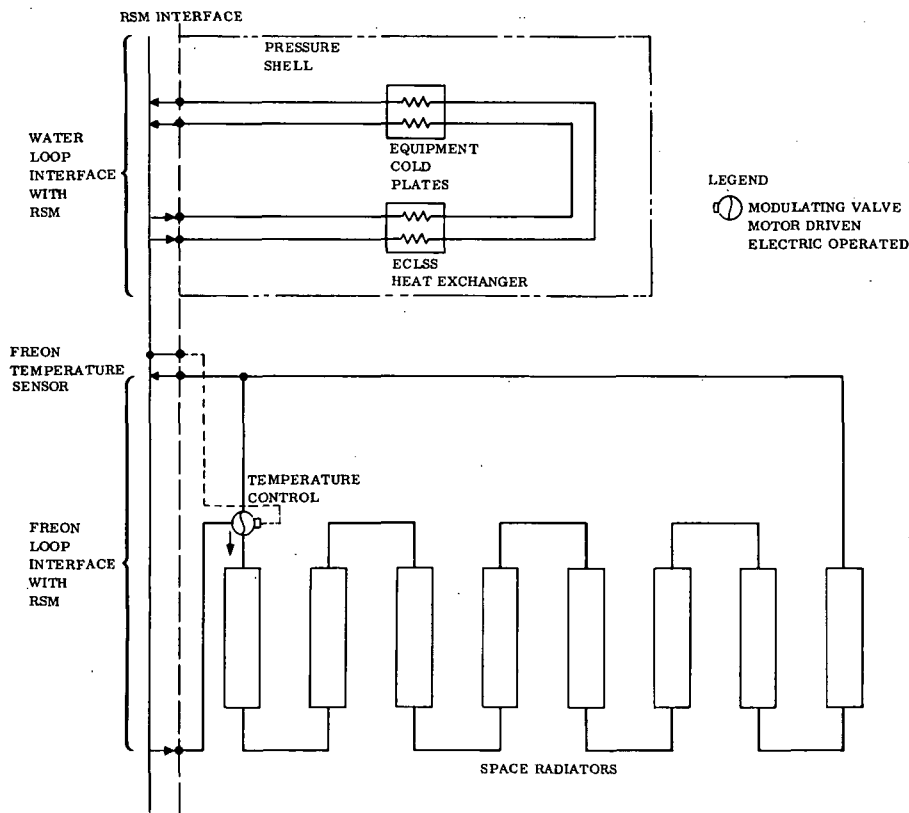 RSM INTERFACE
PRESSURE
SHELL
WATER
LOOP
INTERFACE
WITH
RSM
EQUIPMENT
COLD
PLATES
ECLSS
HEAT EXCHANGER
LEGEND
MODULATING VALVE
MOTOR DRIVEN
ELECTRIC OPERATED
FREON
TEMPERATURE
SENSOR
TEMPERATURE
CONTROL
FREON
LOOP
INTERFACE
WITH
RSM
SPACE RADIATORS